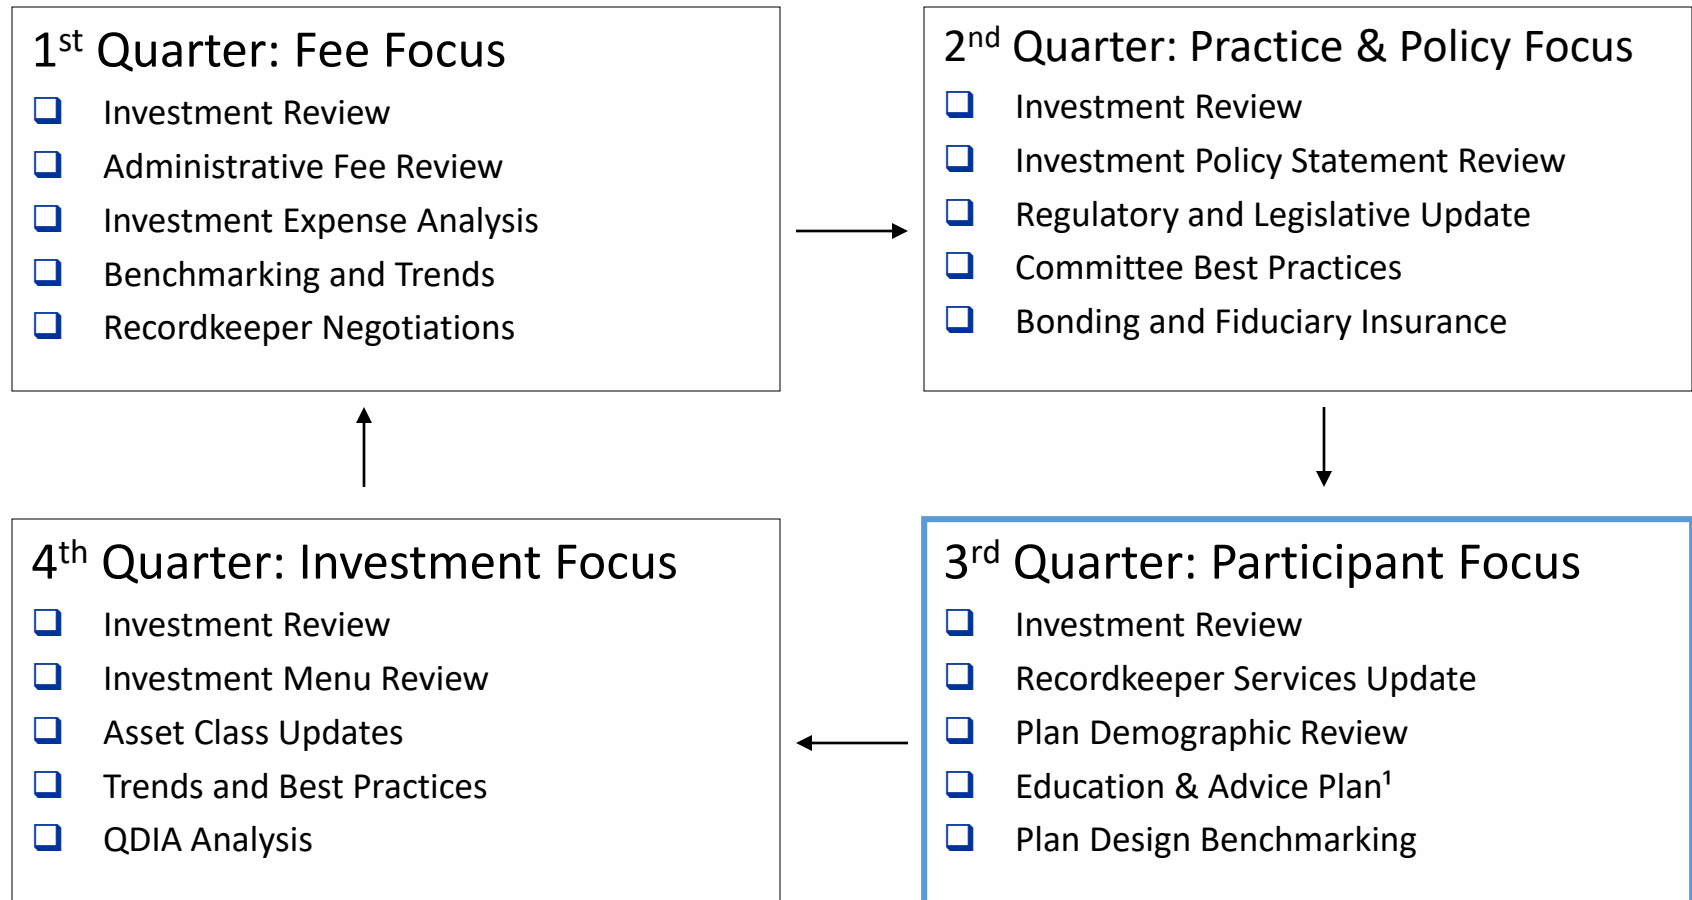 1st Quarter: Fee Focus
Investment Review
Administrative Fee Review
Investment Expense Analysis
Benchmarking and Trends
Recordkeeper Negotiations
2nd Quarter: Practice & Policy Focus
Investment Review
Investment Policy Statement Review
Regulatory and Legislative Update
Committee Best Practices
Bonding and Fiduciary Insurance
3rd Quarter: Participant Focus
Investment Review
Recordkeeper Services Update
Plan Demographic Review
Education & Advice Plan¹
Plan Design Benchmarking
4th Quarter: Investment Focus
Investment Review
Investment Menu Review
Asset Class Updates
Trends and Best Practices
QDIA Analysis